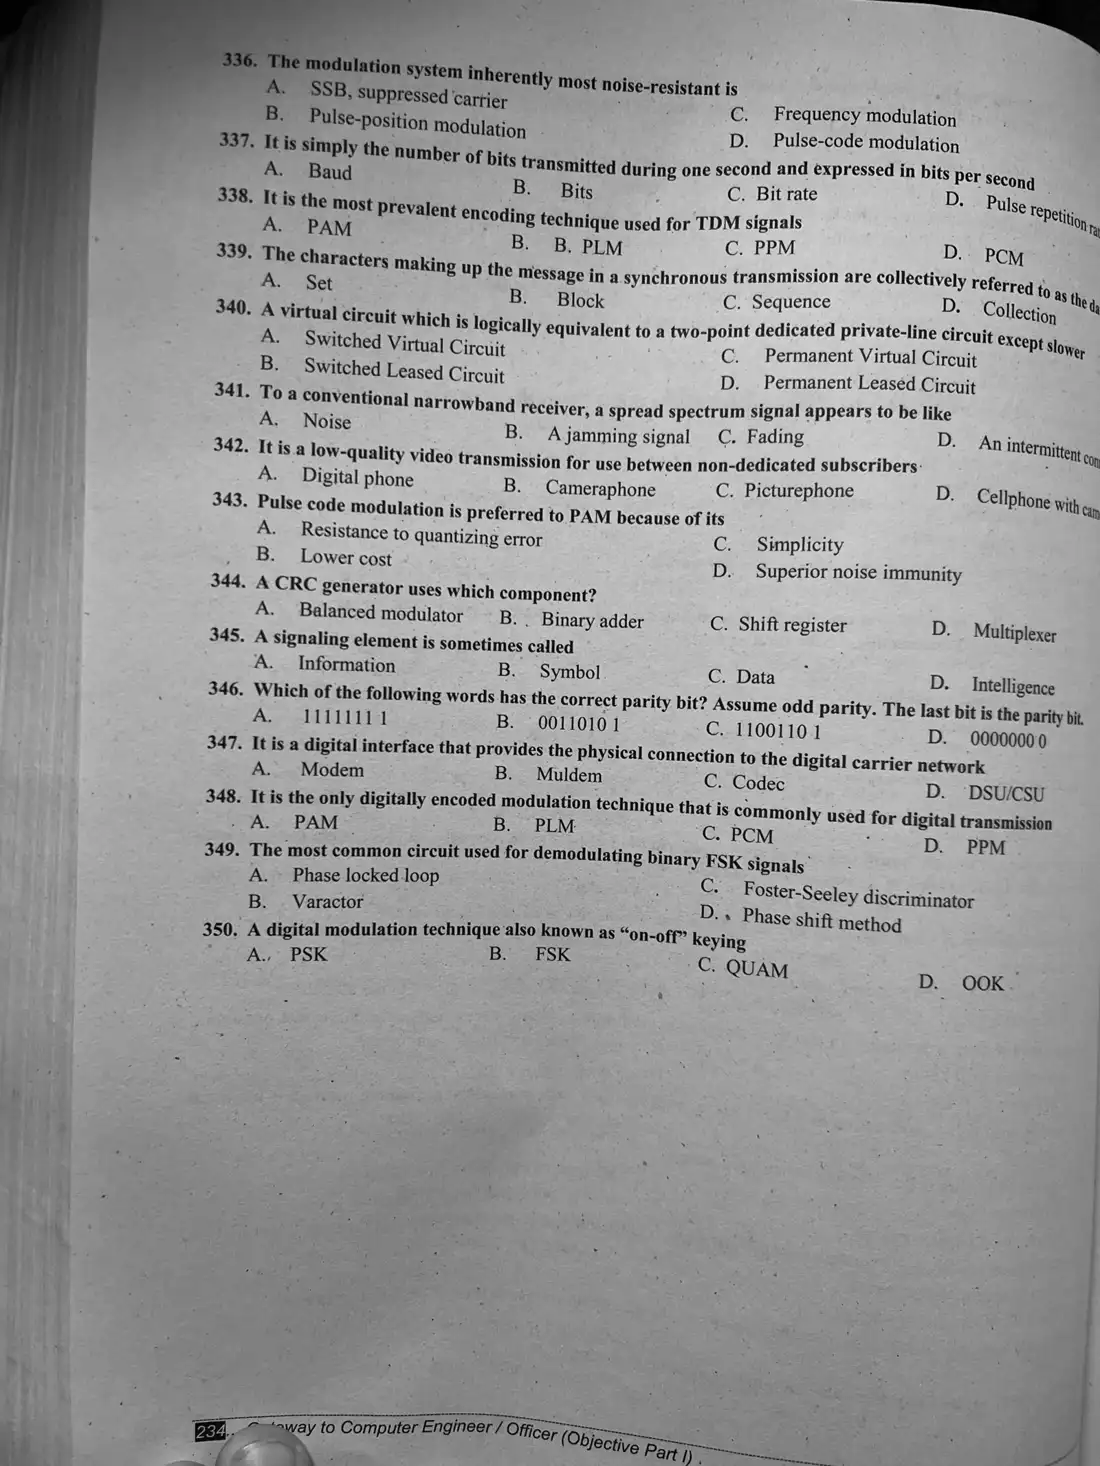 336. The modulation system inherently most noise-resistant is
A. SSB, suppressed carrier
C. Frequency modulation
B. Pulse-position modulation
D. Pulse-code modulation
337. It is simply the number of bits transmitted during one second and expressed in bits per second
A. Baud B. Bits C. Bit rate D. Pulse repetition
338. It is the most prevalent encoding technique used for TDM signals
A. PAM B. B. PLM C. PPM D. PCM
339. The characters making up the message in a synchronous transmission are collectively referred to as the
A. Set B. Block C. Sequence D. Collection
340. A virtual circuit which is logically equivalent to a two-point dedicated private-line circuit except slower
A. Switched Virtual Circuit C. Permanent Virtual Circuit
B. Switched Leased Circuit D. Permanent Leased Circuit
341. To a conventional narrowband receiver, a spread spectrum signal appears to be like
A. Noise B. A jamming signal C. Fading D. An intermittent
342. It is a low-quality video transmission for use between non-dedicated subscribers
A. Digital phone B. Cameraphone C. Picturephone D. Cellphone with
343. Pulse code modulation is preferred to PAM because of its
A. Resistance to quantizing error C. Simplicity
B. Lower cost D. Superior noise immunity
344. A CRC generator uses which component?
A. Balanced modulator B. Binary adder C. Shift register D. Multiplexer
345. A signaling element is sometimes called
A. Information B. Symbol C. Data D. Intelligence
346. Which of the following words has the correct parity bit? Assume odd parity. The last bit is the parity bit.
A. 1111111 1 B. 0011010 1 C. 1100110 1 D. 0000000 0
347. It is a digital interface that provides the physical connection to the digital carrier network
A. Modem B. Muldem C. Codec D. DSU/CSU
348. It is the only digitally encoded modulation technique that is commonly used for digital transmission
A. PAM B. PLM C. PCM D. PPM
349. The most common circuit used for demodulating binary FSK signals
A. Phase locked loop C. Foster-Seeley discriminator
B. Varactor D. Phase shift method
350. A digital modulation technique also known as “on-off” keying
A. PSK B. FSK C. QUAM D. OOK
234 to Computer Engineer / Officer (Objective Part I)